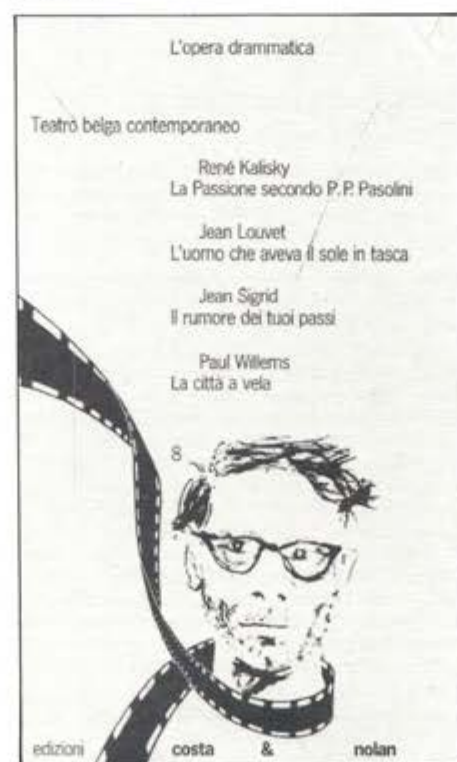 L'opera drammatica
Teatro belga contemporaneo
René Kalisky
La Passione secondo P.P. Pasolini
Jean Louvet
L'uomo che aveva il sole in tasca
Jean Sigrid
Il rumore dei tuoi passi
Paul Willems
La città a vela
8
edizioni costa & nolan